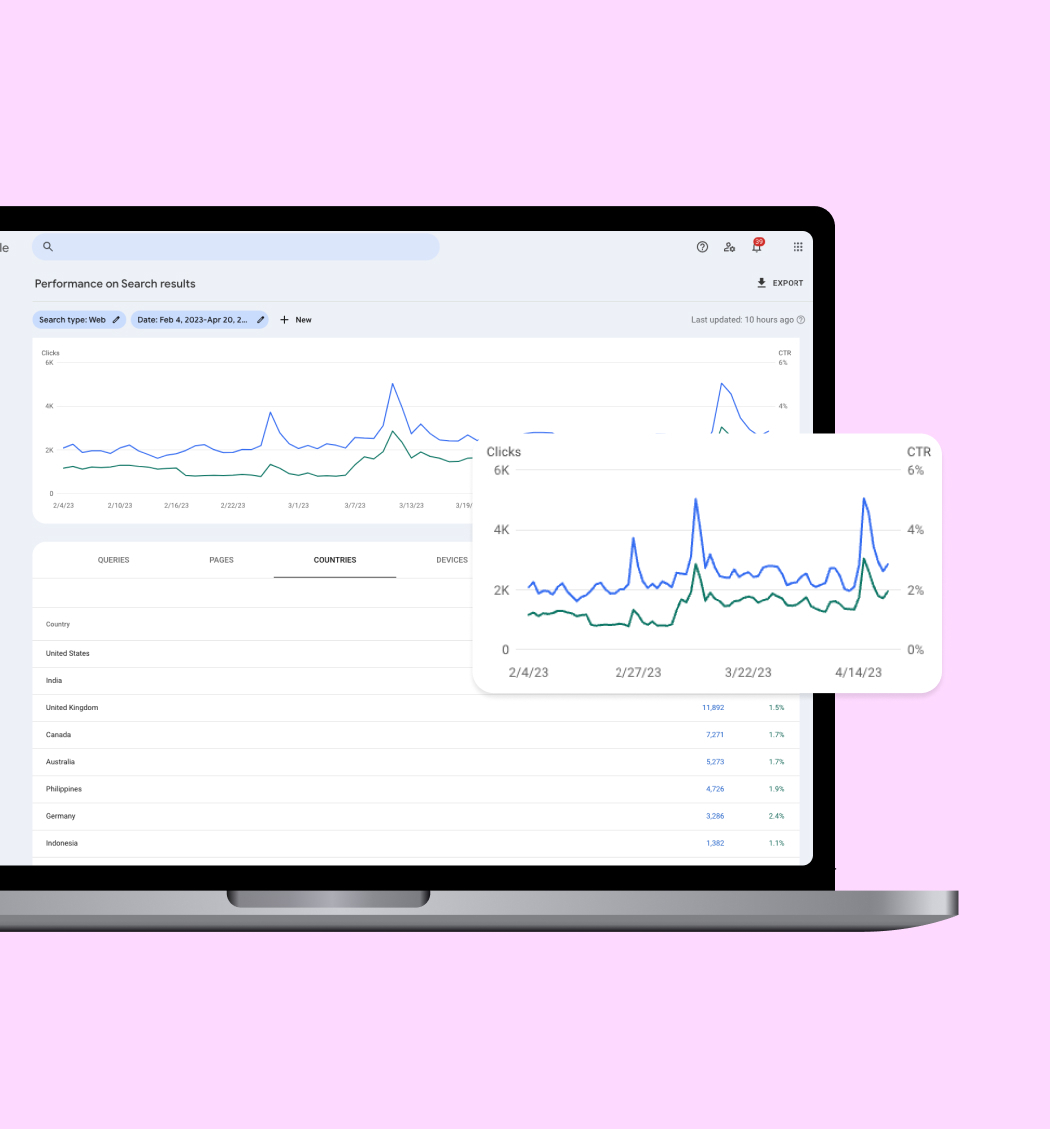 le
39
Performance on Search results
EXPORT
Search type: Web
Date: Feb 4, 2023-Apr 20, 2...
New
Last updated: 10 hours ago
Clicks
CTR
6K
6%
4K
4%
2K
0
2/4/23 2/10/23 2/16/23 2/22/23 3/1/23 3/7/23 3/13/23 3/19/
Clicks
CTR
6K
6%
4K
4%
2K
2%
0
0%
2/4/23 2/27/23 3/22/23 4/14/23
QUERIES PAGES COUNTRIES DEVICES
Country
United States
India
United Kingdom 11,892 1.5%
Canada 7,271 1.7%
Australia 5,273 1.7%
Philippines 4,726 1.9%
Germany 3,286 2.4%
Indonesia 1,382 1.1%